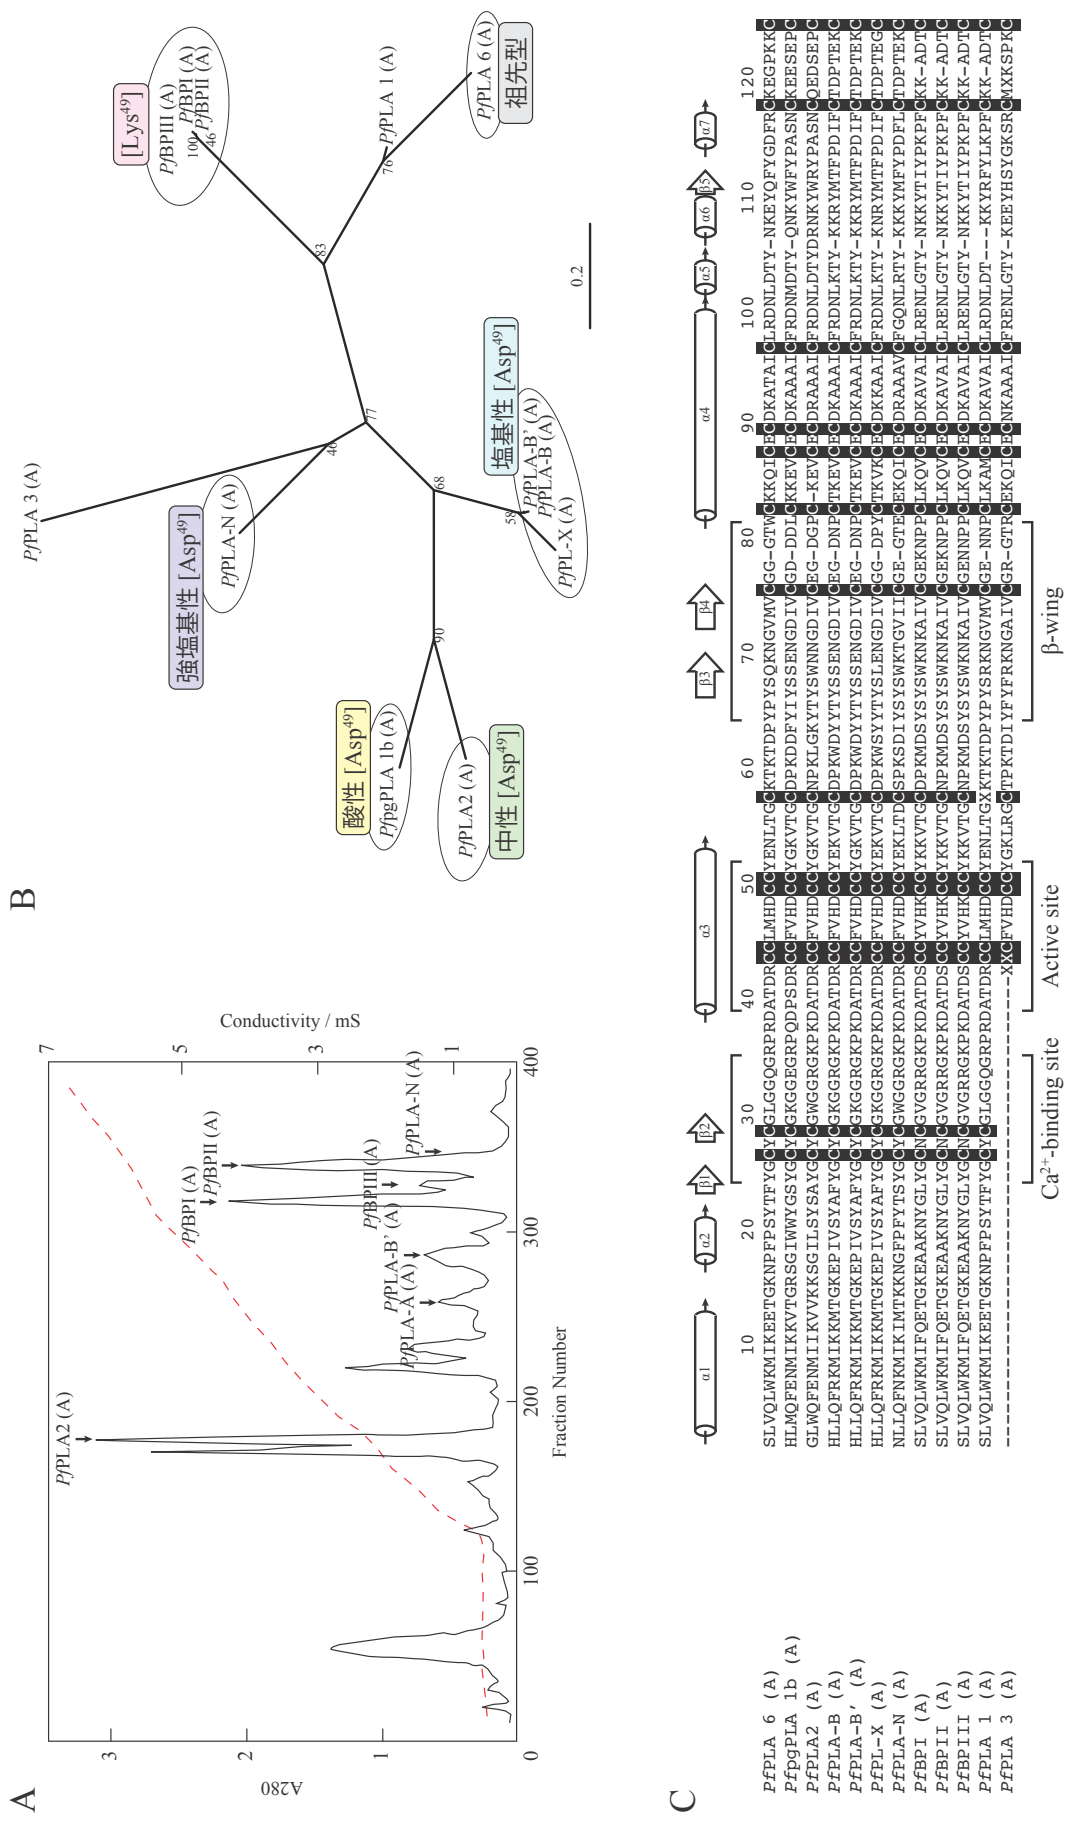 A
A280
3
2
1
0
100
200
300
400
Fraction Number
7
5
3
1
Conductivity / mS
PfPLA2 (A)
PfPLA-A (A)
PfPLA-B' (A)
PfBPI (A)
PfBPII (A)
PfBPIII (A)
PfPLA-N (A)
B
PfPLA 3 (A)
強塩基性 [Asp49]
PfPLA-N (A)
46
[Lys49]
PfBPIII (A)
PfBPI (A)
PfBPII (A)
100
46
83
76
PfPLA 1 (A)
PfPLA 6 (A)
祖先型
77
68
90
58
酸性 [Asp49]
PfpgPLA 1b (A)
PfPLA2 (A)
中性 [Asp49]
塩基性 [Asp49]
PfPLA-B' (A)
PfPLA-B (A)
PfPL-X (A)
0.2
C
α1 α2 β1 β2 α3 β3 β4 α4 α5 α6 β5 α7
10 20 30 40 50 60 70 80 90 100 110 120
PfPLA 6 (A) SLVQLWKMIKEETGKNPFPSYTFYGCYCGLGGQGRPRDATDRCCLMHDCCYENLTGCKTKTDPYPYSQKNGVMVCGG-GTWCKKQICECDKATAICLRDNLDTY-NKEYQFYGDFRCKEGPKKC
PfpgPLA 1b (A) HLMQFENMIKKVTGRSGIWWYGSYGCYCGKGGEGRPQDPSDRCCFVHDCCYGKVTGCDPKDDFYIYSSENGDIVCGD-DDLCKKEVCECDKAAAICFRDNMDTY-QNKYWFYPASNCKEESEPC
PfPLA2 (A) GLWQFENMIIKVVKKSGILSYSAYGCYCGWGGRGKPKDATDRCCFVHDCCYGKVTGCNPKLGKYTYSWNNGDIVCEG-DGPC-KEVCECDRAAAICFRDNLDTYDRNKYWRYPASNCQEDSEPC
PfPLA-B (A) HLLQFRKMIKKMTGKEPIVSYAFYGCYCGKGGRGKPKDATDRCCFVHDCCYEKVTGCDPKWDYYTYSSENGDIVCEG-DNPCTKEVCECDKAAAICFRDNLKTY-KKRYMTFPDIFCTDPTEKC
PfPLA-B' (A) HLLQFRKMIKKMTGKEPIVSYAFYGCYCGKGGRGKPKDATDRCCFVHDCCYGKVTGCDPKWDYYTYSSENGDIVCEG-DNPCTKEVCECDKAAAICFRDNLKTY-KKRYMTFPDIFCTDPTEKC
PfPL-X (A) HLLQFRKMIKKMTGKEPIVSYAFYGCYCGKGGRGKPKDATDRCCFVHDCCYEKVTGCDPKWSYYTYSLENGDIVCGG-DPYCTKVKCECDKKAAICFRDNLKTY-KNRYMTFPDIFCTDPTEGC
PfPLA-N (A) NLLQFNKMIKIMTKKNGFPFYTSYGCYCGWGGRGKPKDATDRCCFVHDCCYEKLTDCSPKSDIYSYSWKTGVIICGE-GTECEKQICECDRAAAVCFGQNLRTY-KKKYMFYPDFLCTDPTEKC
PfBPI (A) SLVQLWKMIFQETGKEAAKNYGLYGCNCGVGRRGKPKDATDSCCYVHKCCYKKVTGCDPKMDSYSYSWKNKAIVCGEKNPPCLKQVCECDKAVAICLRENLGTY-NKKYTIYPKPFCKK-ADTC
PfBPII (A) SLVQLWKMIFQETGKEAAKNYGLYGCNCGVGRRGKPKDATDSCCYVHKCCYKKVTGCNPKMDSYSYSWKNKAIVCGEKNPPCLKQVCECDKAVAICLRENLGTY-NKKYTIYPKPFCKK-ADTC
PfBPIII (A) SLVQLWKMIFQETGKEAAKNYGLYGCNCGVGRRGKPKDATDSCCYVHKCCYKKVTGCNPKMDSYSYSWKNKAIVCGENNPPCLKQVCECDKAVAICLRENLGTY-NKKYTIYPKPFCKK-ADTC
PfPLA 1 (A) SLVQLWKMIKEETGKNPFPSYTFYGCYCGLGGQGRPRDATDRCCLMHDCCYENLTGXKTKTDPYPYSRKNGVMVCGE-NNPCLKAMCECDKAVAICLRDNLDT---KKYRFYLKPFCKK-ADTC
PfPLA 3 (A) ------------------------------------------XXCFVHDCCYGKLRGCTPKTDIYFYFRKNGAIVCGR-GTRCEKQICECNKAAAICFRENLGTY-KEEYHSYGKSRCMXKSPKC
Ca2+-binding site
Active site
β-wing